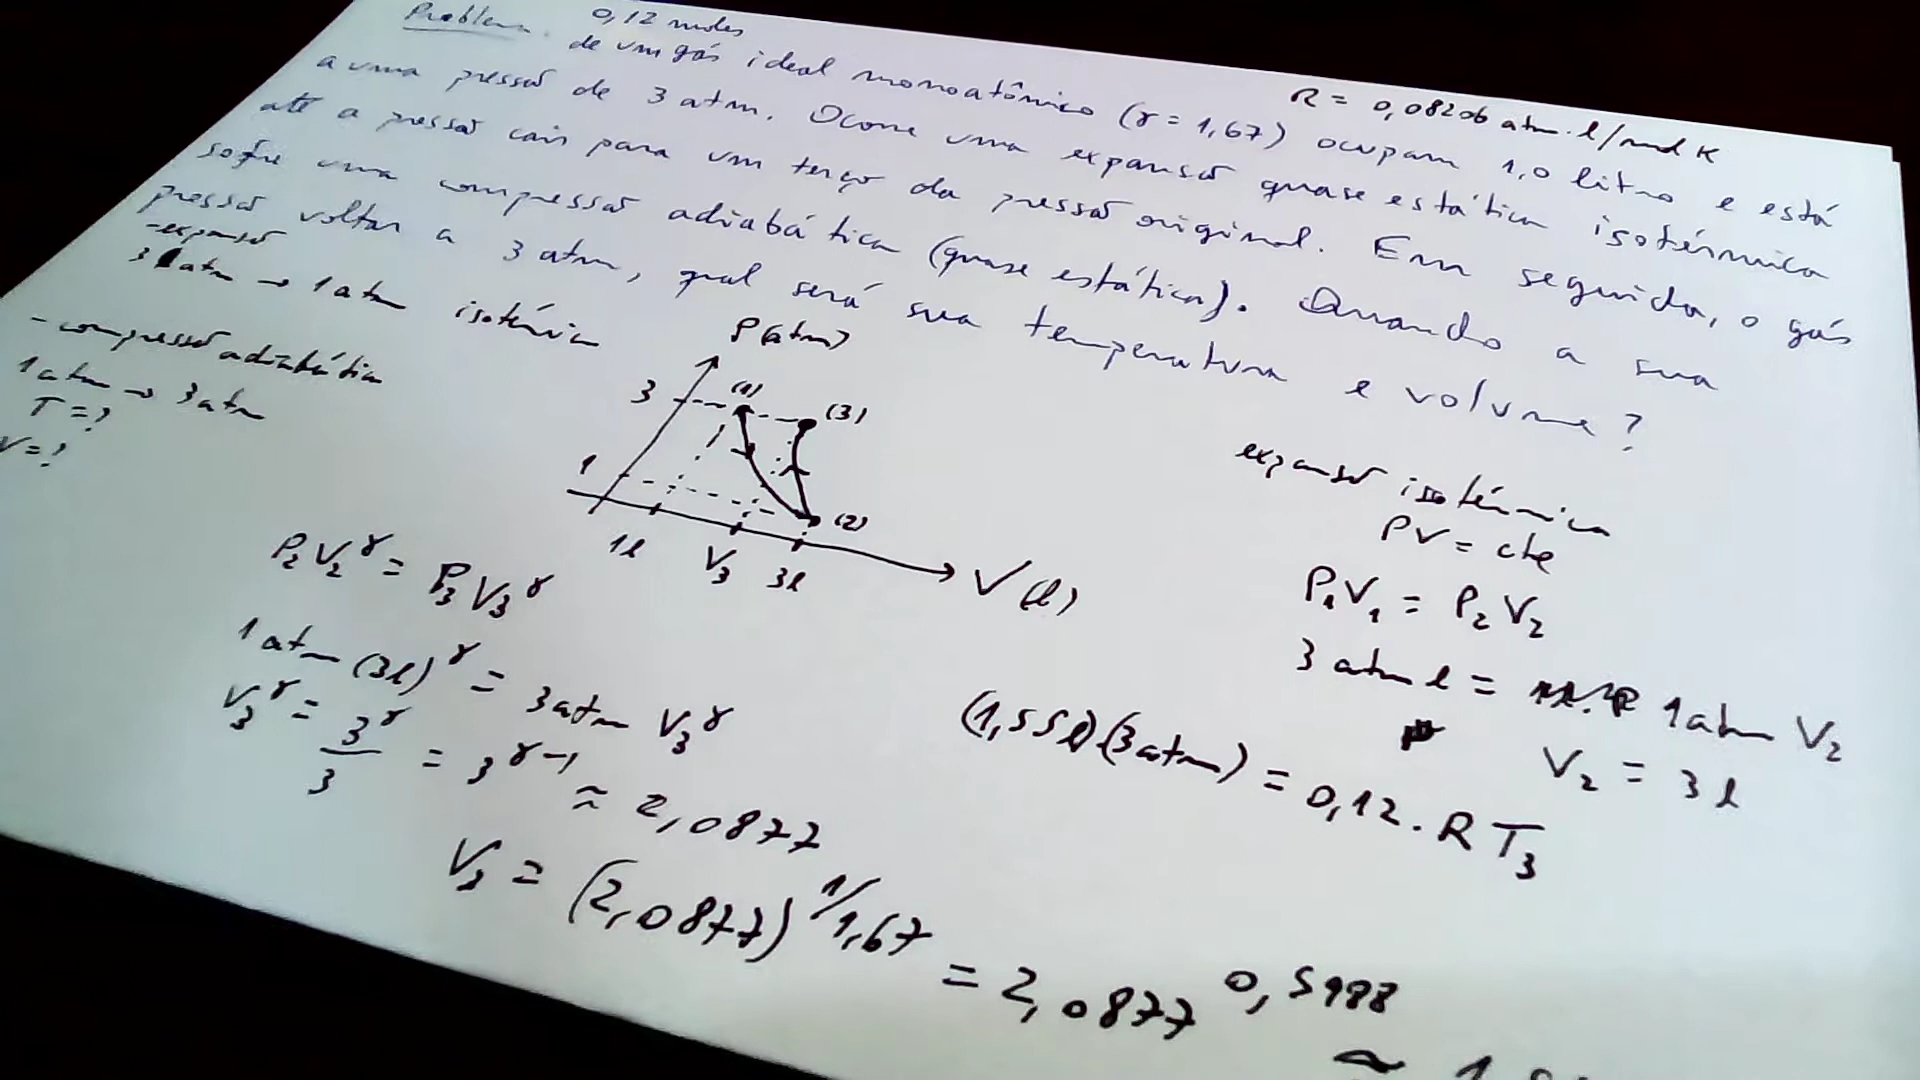 Problema. 0,12 moles
de um gás ideal monoatômico (γ = 1,67) ocupam 1,0 litro e está
R = 0,08206 atm·l/mol K
a uma pressão de 3 atm. Ocorre uma expansão quase estática isotérmica
até a pressão cair para um terço da pressão original. Em seguida, o gás
sofre uma compressão adiabática (quase estática). Quando a sua
pressão voltar a 3 atm, qual será sua temperatura e volume?
-expansão
3 atm → 1 atm isotérmica
- compressão adiabática
1 atm → 3 atm
T = ?
V = ?
P(atm)
3 (1) (3)
1 (2)
1l V₃ 3l V(l)
expansão isotérmica
PV = cte
P₁V₁ = P₂V₂
3 atm l = 1 atm V₂
V₂ = 3 l
P₂V₂^γ = P₃V₃^γ
1 atm (3l)^γ = 3 atm V₃^γ
V₃^γ = 3^γ/3 = 3^γ-1 ≈ 2,0877
V₃ = (2,0877)^1/1,67 = 2,0877^0,5988
≈ 1,
(1,55l).(3 atm) = 0,12.R T₃